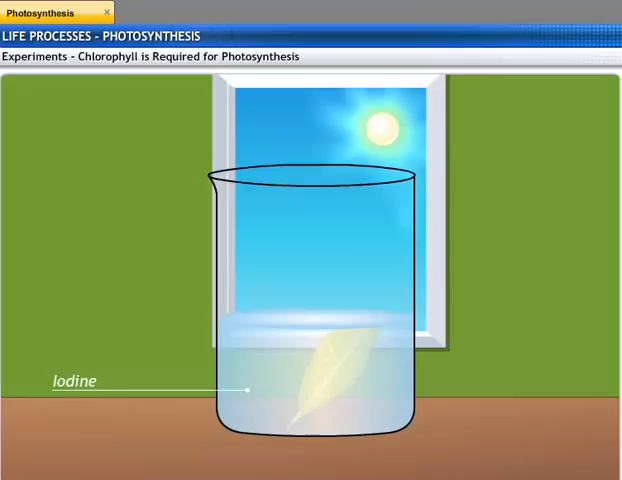 Photosynthesis
LIFE PROCESSES - PHOTOSYNTHESIS
Experiments - Chlorophyll is Required for Photosynthesis
Iodine